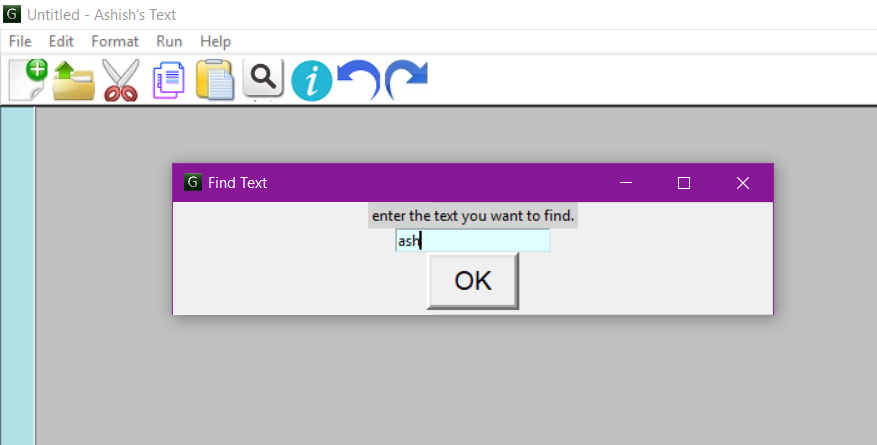 G Untitled - Ashish's Text
File Edit Format Run Help
i
G Find Text
enter the text you want to find.
ash
OK